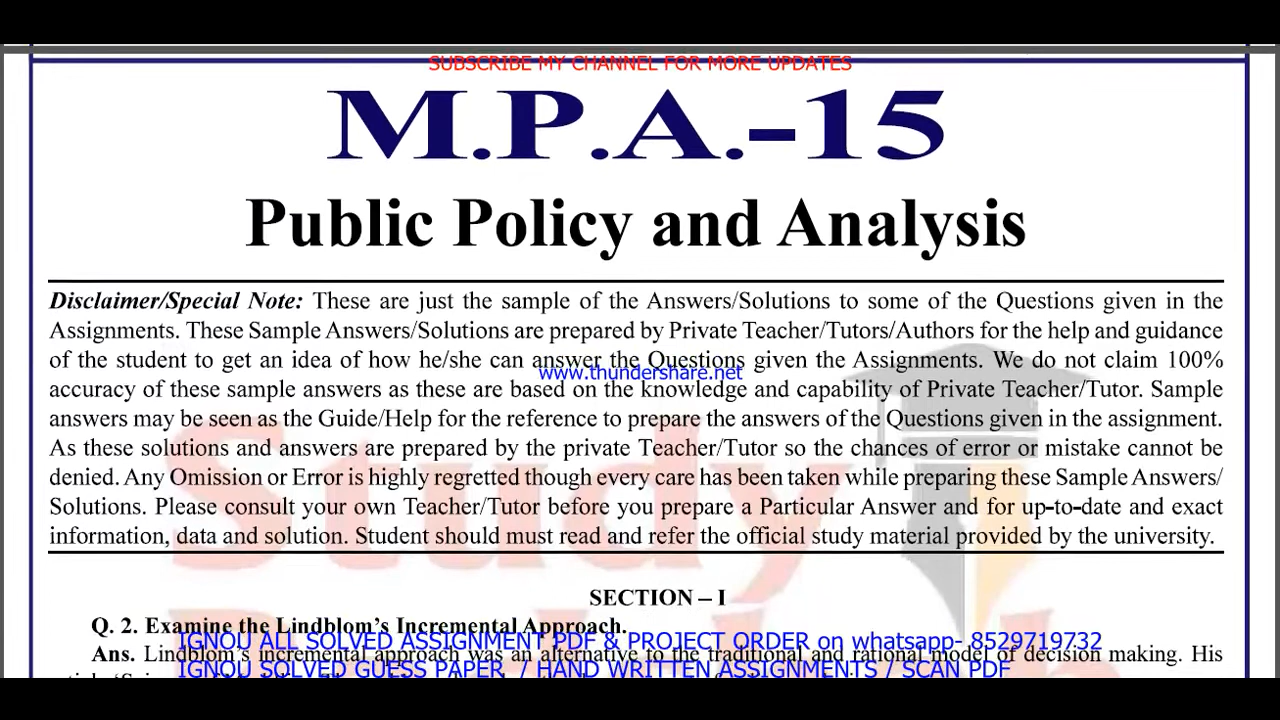 SUBSCRIBE MY CHANNEL FOR MORE UPDATES
M.P.A.-15
Public Policy and Analysis
Disclaimer/Special Note: These are just the sample of the Answers/Solutions to some of the Questions given in the
Assignments. These Sample Answers/Solutions are prepared by Private Teacher/Tutors/Authors for the help and guidance
of the student to get an idea of how he/she can answer the Questions given the Assignments. We do not claim 100%
www.thundershare.net
accuracy of these sample answers as these are based on the knowledge and capability of Private Teacher/Tutor. Sample
answers may be seen as the Guide/Help for the reference to prepare the answers of the Questions given in the assignment.
As these solutions and answers are prepared by the private Teacher/Tutor so the chances of error or mistake cannot be
denied. Any Omission or Error is highly regretted though every care has been taken while preparing these Sample Answers/
Solutions. Please consult your own Teacher/Tutor before you prepare a Particular Answer and for up-to-date and exact
information, data and solution. Student should must read and refer the official study material provided by the university.
Study
SECTION – I
Q. 2. Examine the Lindblom's Incremental Approach.
IGNOU ALL SOLVED ASSIGNMENT PDF & PROJECT ORDER on whatsapp- 8529719732
Ans. Lindblom's incremental approach was an alternative to the traditional and rational model of decision making. His
IGNOU SOLVED GUESS PAPER / HAND WRITTEN ASSIGNMENTS / SCAN PDF